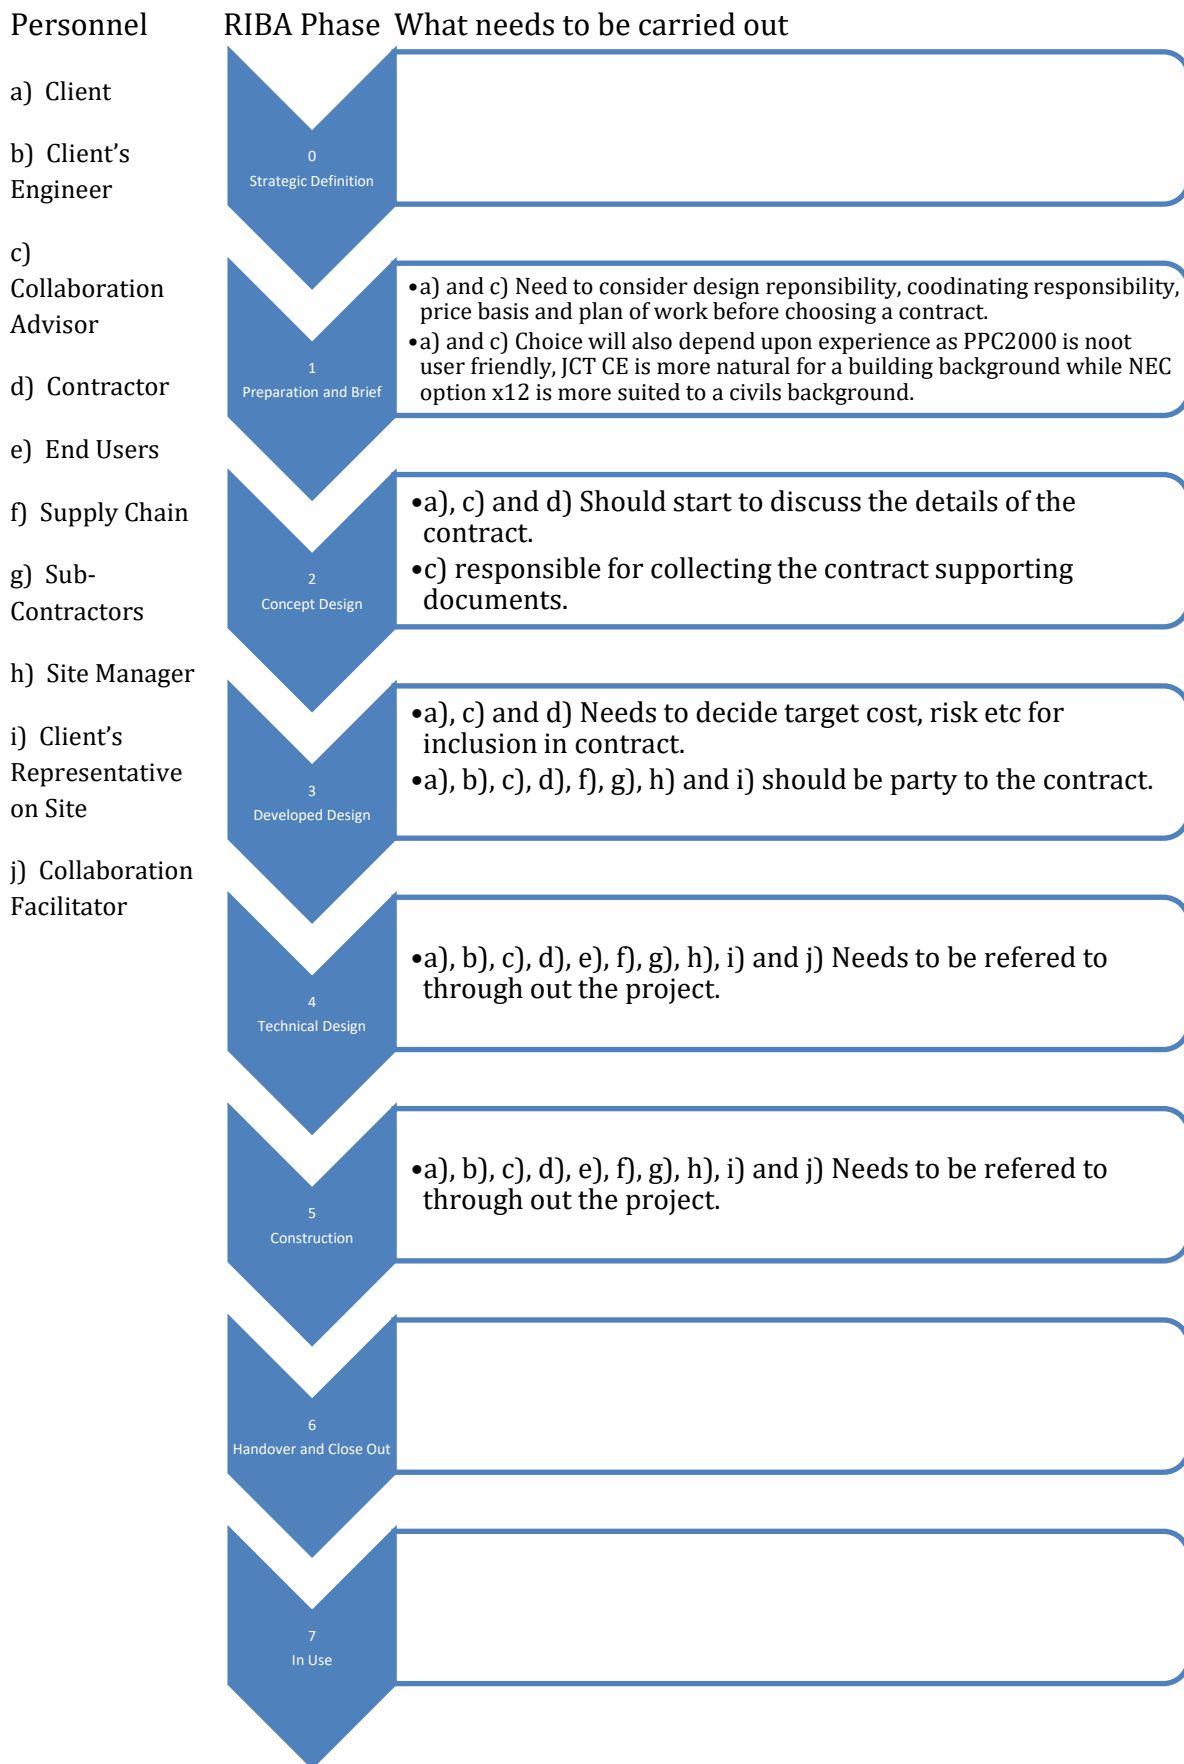 Personnel
RIBA Phase
What needs to be carried out
a) Client
b) Client’s
Engineer
c)
Collaboration
Advisor
d) Contractor
e) End Users
f) Supply Chain
g) Sub-
Contractors
h) Site Manager
i) Client’s
Representative
on Site
j) Collaboration
Facilitator
0
Strategic Definition
1
Preparation and Brief
•a) and c) Need to consider design reponsibility, coodinating responsibility,
price basis and plan of work before choosing a contract.
•a) and c) Choice will also depend upon experience as PPC2000 is noot
user friendly, JCT CE is more natural for a building background while NEC
option x12 is more suited to a civils background.
2
Concept Design
•a), c) and d) Should start to discuss the details of the
contract.
•c) responsible for collecting the contract supporting
documents.
3
Developed Design
•a), c) and d) Needs to decide target cost, risk etc for
inclusion in contract.
•a), b), c), d), f), g), h) and i) should be party to the contract.
4
Technical Design
•a), b), c), d), e), f), g), h), i) and j) Needs to be refered to
through out the project.
5
Construction
•a), b), c), d), e), f), g), h), i) and j) Needs to be refered to
through out the project.
6
Handover and Close Out
7
In Use